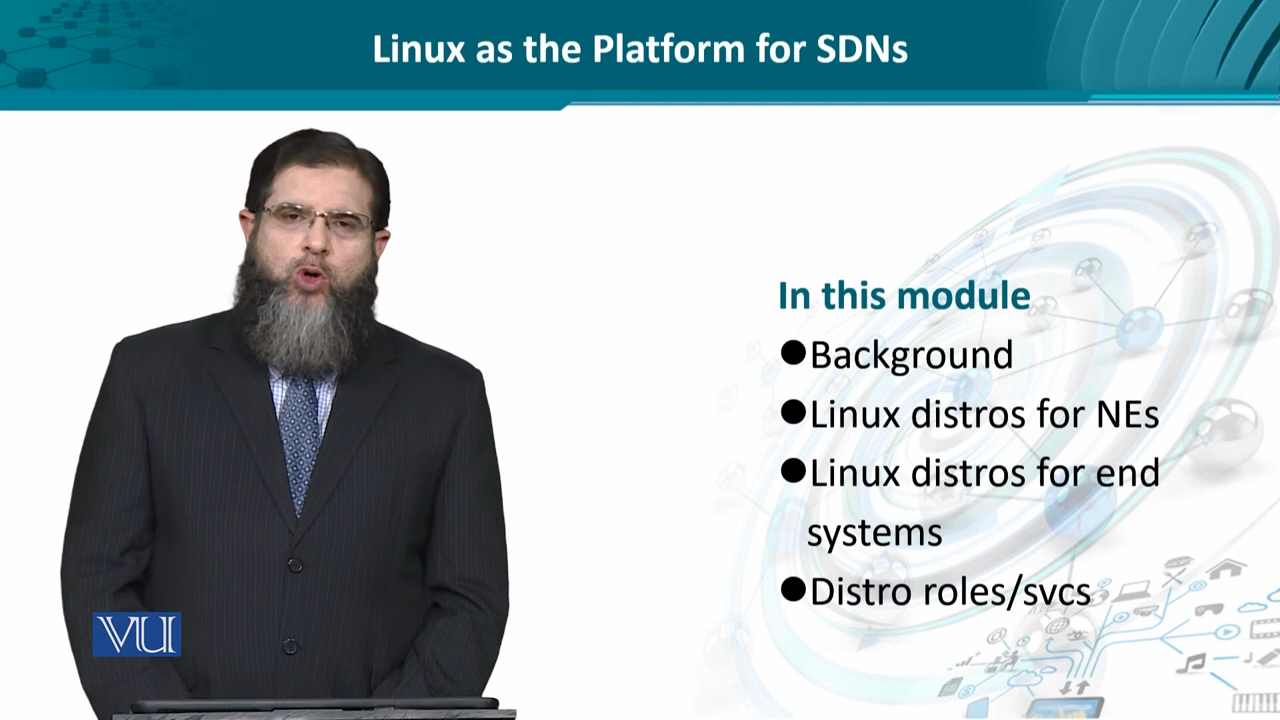 Linux as the Platform for SDNs
In this module
●Background
●Linux distros for NEs
●Linux distros for end
systems
●Distro roles/svcs
VU